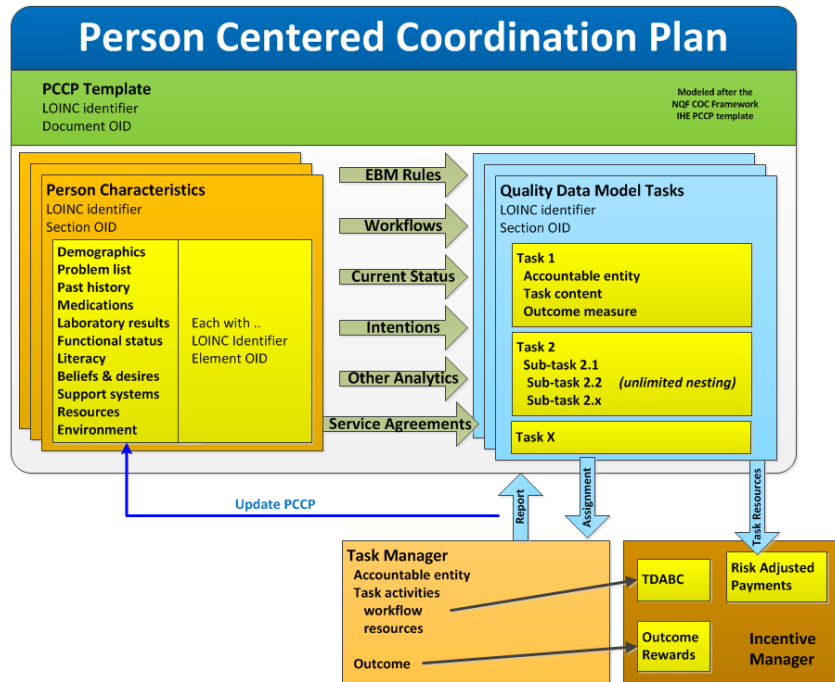 Person Centered Coordination Plan
PCCP Template
LOINC identifier
Document OID
Modeled after the
NQF COC Framework
IHE PCCP template
Person Characteristics
LOINC identifier
Section OID
Demographics
Problem list
Past history
Medications
Laboratory results
Functional status
Literacy
Beliefs & desires
Support systems
Resources
Environment
Each with ..
LOINC Identifier
Element OID
EBM Rules
Workflows
Current Status
Intentions
Other Analytics
Service Agreements
Quality Data Model Tasks
LOINC identifier
Section OID
Task 1
Accountable entity
Task content
Outcome measure
Task 2
Sub-task 2.1
Sub-task 2.2 (unlimited nesting)
Sub-task 2.x
Task X
Update PCCP
Report
Assignment
Task Resources
Task Manager
Accountable entity
Task activities
workflow
resources
Outcome
TDABC
Risk Adjusted
Payments
Outcome
Rewards
Incentive
Manager